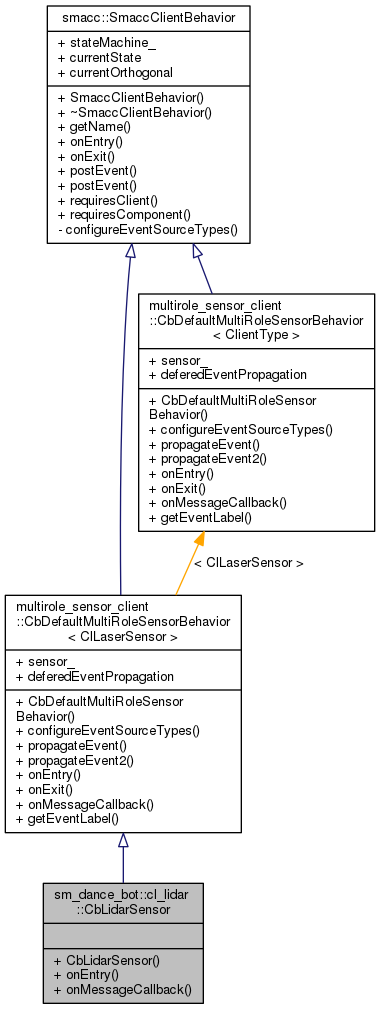 smacc::SmaccClientBehavior
+ stateMachine_
+ currentState
+ currentOrthogonal
+ SmaccClientBehavior()
+ ~SmaccClientBehavior()
+ getName()
+ onEntry()
+ onExit()
+ postEvent()
+ postEvent()
+ requiresClient()
+ requiresComponent()
- configureEventSourceTypes()
multirole_sensor_client
::CbDefaultMultiRoleSensorBehavior
< ClientType >
+ sensor_
+ deferedEventPropagation
+ CbDefaultMultiRoleSensor
Behavior()
+ configureEventSourceTypes()
+ propagateEvent()
+ propagateEvent2()
+ onEntry()
+ onExit()
+ onMessageCallback()
+ getEventLabel()
< ClLaserSensor >
multirole_sensor_client
::CbDefaultMultiRoleSensorBehavior
< ClLaserSensor >
+ sensor_
+ deferedEventPropagation
+ CbDefaultMultiRoleSensor
Behavior()
+ configureEventSourceTypes()
+ propagateEvent()
+ propagateEvent2()
+ onEntry()
+ onExit()
+ onMessageCallback()
+ getEventLabel()
sm_dance_bot::cl_lidar
::CbLidarSensor
+ CbLidarSensor()
+ onEntry()
+ onMessageCallback()